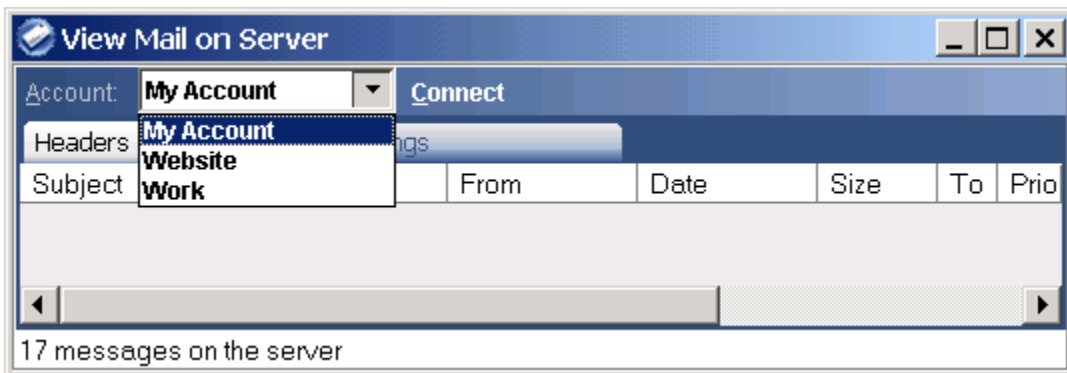 View Mail on Server
Account: My Account Connect
My Account
Website
Work
Headers ngs
Subject From Date Size To Prio
17 messages on the server